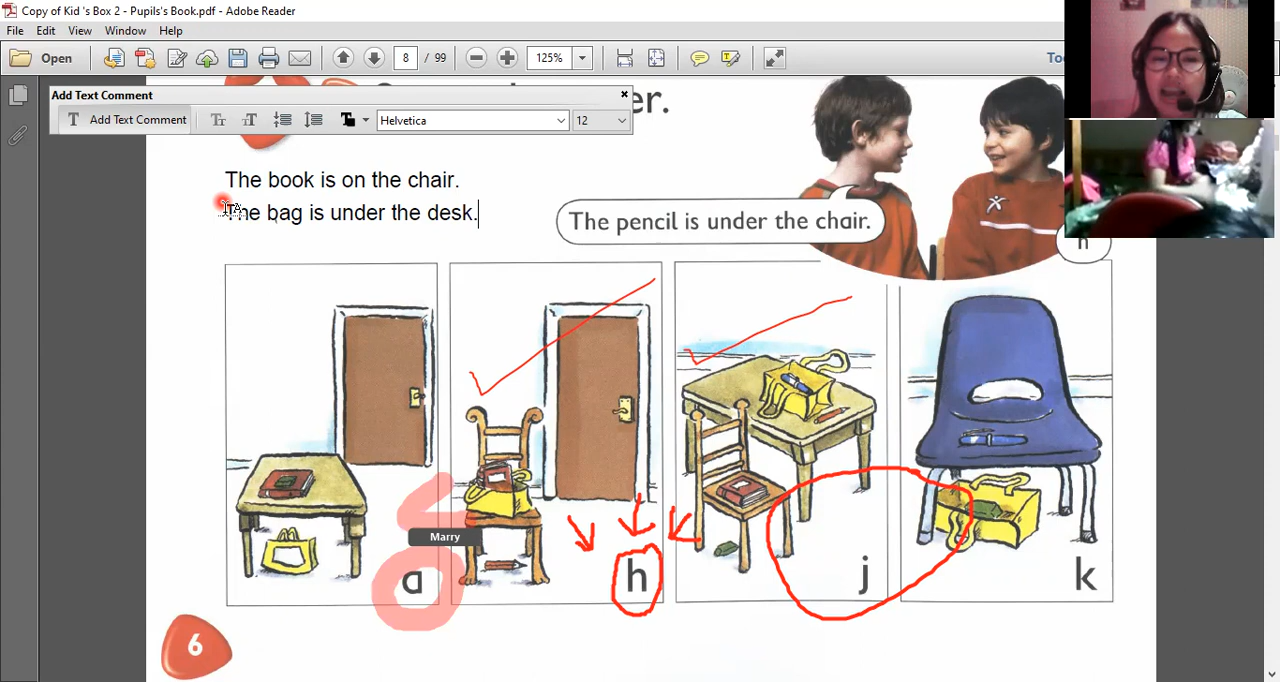 Copy of Kid 's Box 2 - Pupil's Book.pdf - Adobe Reader
File Edit View Window Help
Open 8 / 99 125%
Add Text Comment
T Add Text Comment Helvetica 12
er.
The book is on the chair.
The bag is under the desk.
The pencil is under the chair.
h
Marry
a
h
j
k
6